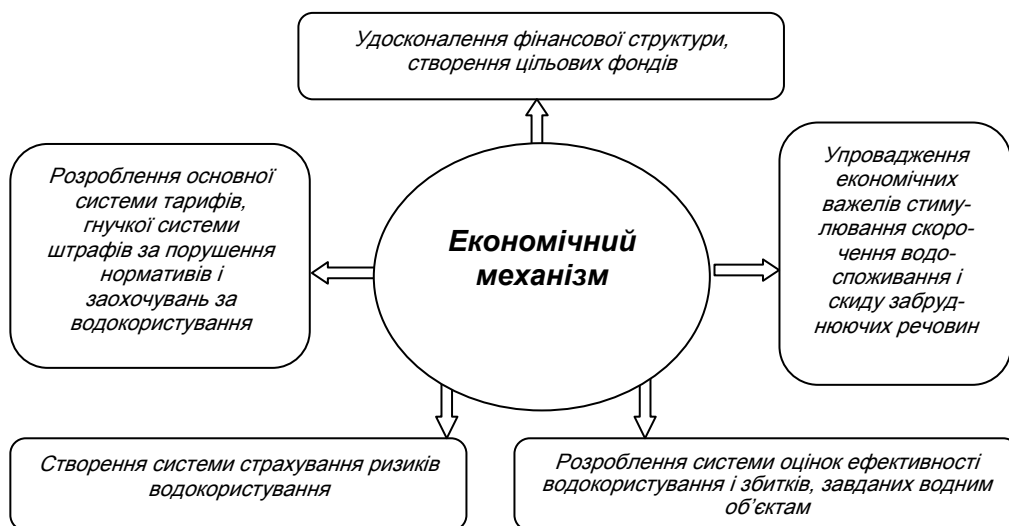 Удосконалення фінансової структури,
створення цільових фондів
Розроблення основної
системи тарифів,
гнучкої системи
штрафів за порушення
нормативів і
заохочувань за
водокористування
Економічний
механізм
Упровадження
економічних
важелів стиму-
лювання скоро-
чення водо-
споживання і
скиду забруд-
нюючих речовин
Створення системи страхування ризиків
водокористування
Розроблення системи оцінок ефективності
водокористування і збитків, завданих водним
об’єктам